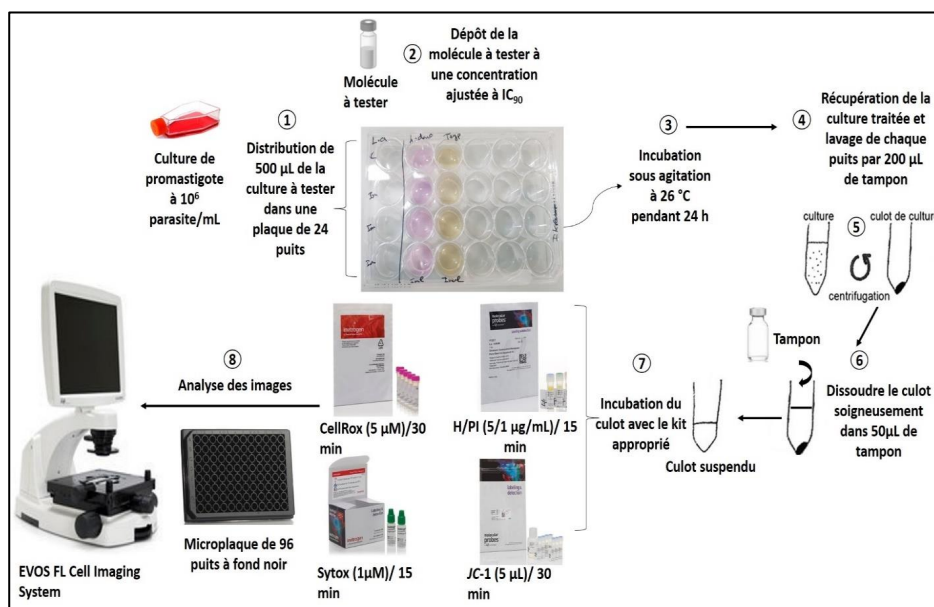 Molécule
à tester
②
Dépôt de la
molécule à tester à
une concentration
ajustée à IC₉₀
Culture de
promastigote
à 10⁶
parasite/mL
①
Distribution de
500 µL de la
culture à tester
dans une
plaque de 24
puits
③
Incubation
sous agitation
à 26 °C
pendant 24 h
④
Récupération de la
culture traitée et
lavage de chaque
puits par 200 µL
de tampon
culture
⑤
culot de culture
centrifugation
Tampon
⑥
Dissoudre le culot
soigneusement
dans 50µL de
tampon
Culot suspendu
⑦
Incubation du
culot avec le kit
approprié
invitrogen
CellRox (5 µM)/30
min
probes
H/PI (5/1 µg/mL)/ 15
min
Sytox (1µM)/ 15
min
probes
JC-1 (5 µL)/ 30
min
⑧
Analyse des images
Microplaque de 96
puits à fond noir
EVOS FL Cell Imaging
System